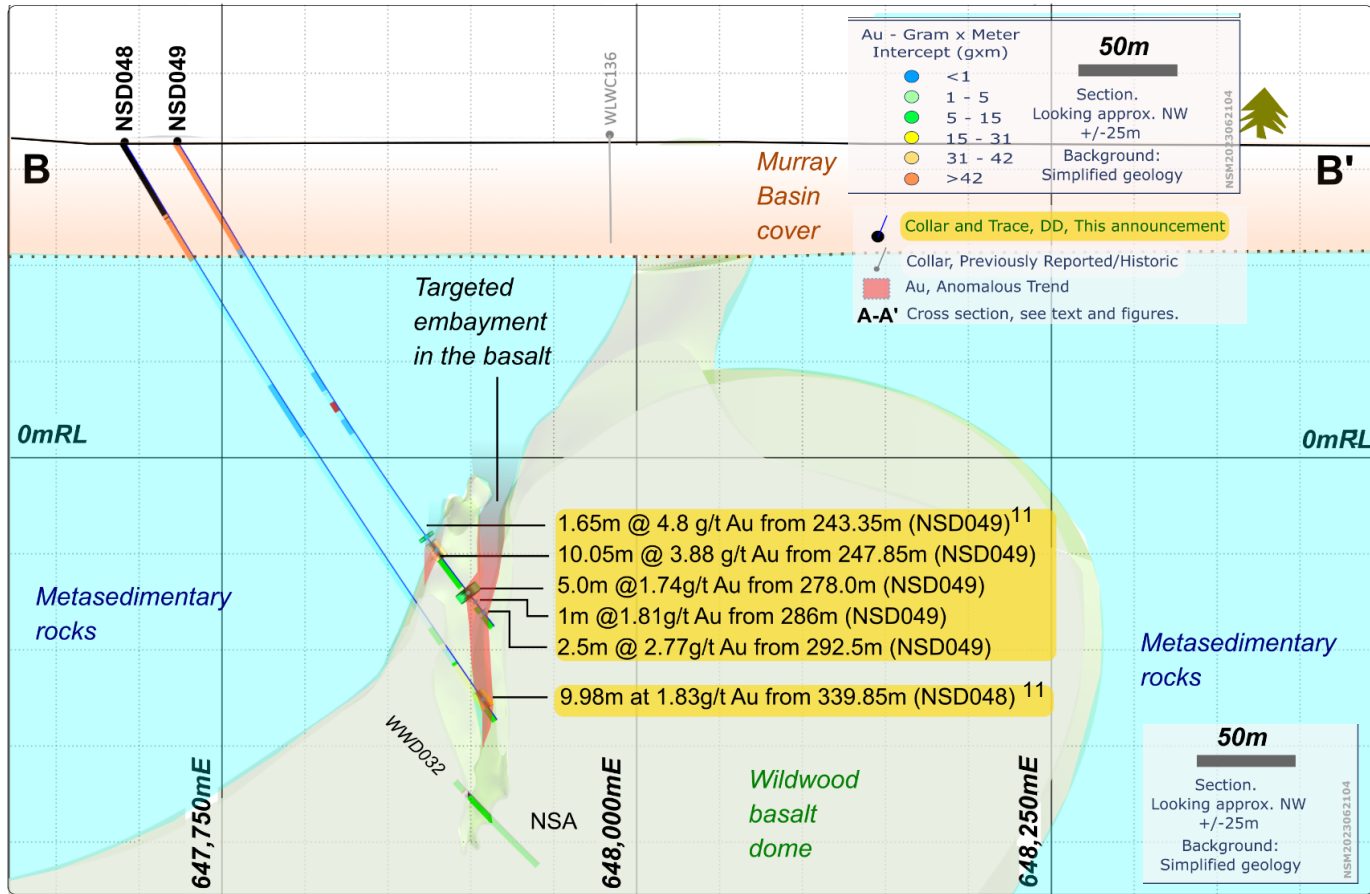 NSD048
NSD049
WLWC136
Au - Gram x Meter
Intercept (gxm)
<1
1 - 5
5 - 15
15 - 31
31 - 42
>42
50m
Section.
Looking approx. NW
+/-25m
Background:
Simplified geology
NSM2023062104
B
B'
Murray
Basin
cover
Collar and Trace, DD, This announcement
Collar, Previously Reported/Historic
Au, Anomalous Trend
A-A' Cross section, see text and figures.
Targeted
embayment
in the basalt
0mRL
0mRL
1.65m @ 4.8 g/t Au from 243.35m (NSD049) 11
10.05m @ 3.88 g/t Au from 247.85m (NSD049)
5.0m @1.74g/t Au from 278.0m (NSD049)
1m @1.81g/t Au from 286m (NSD049)
2.5m @ 2.77g/t Au from 292.5m (NSD049)
9.98m at 1.83g/t Au from 339.85m (NSD048) 11
Metasedimentary
rocks
Metasedimentary
rocks
WWD032
NSA
Wildwood
basalt
dome
647,750mE
648,000mE
648,250mE
50m
Section.
Looking approx. NW
+/-25m
Background:
Simplified geology
NSM2023062104